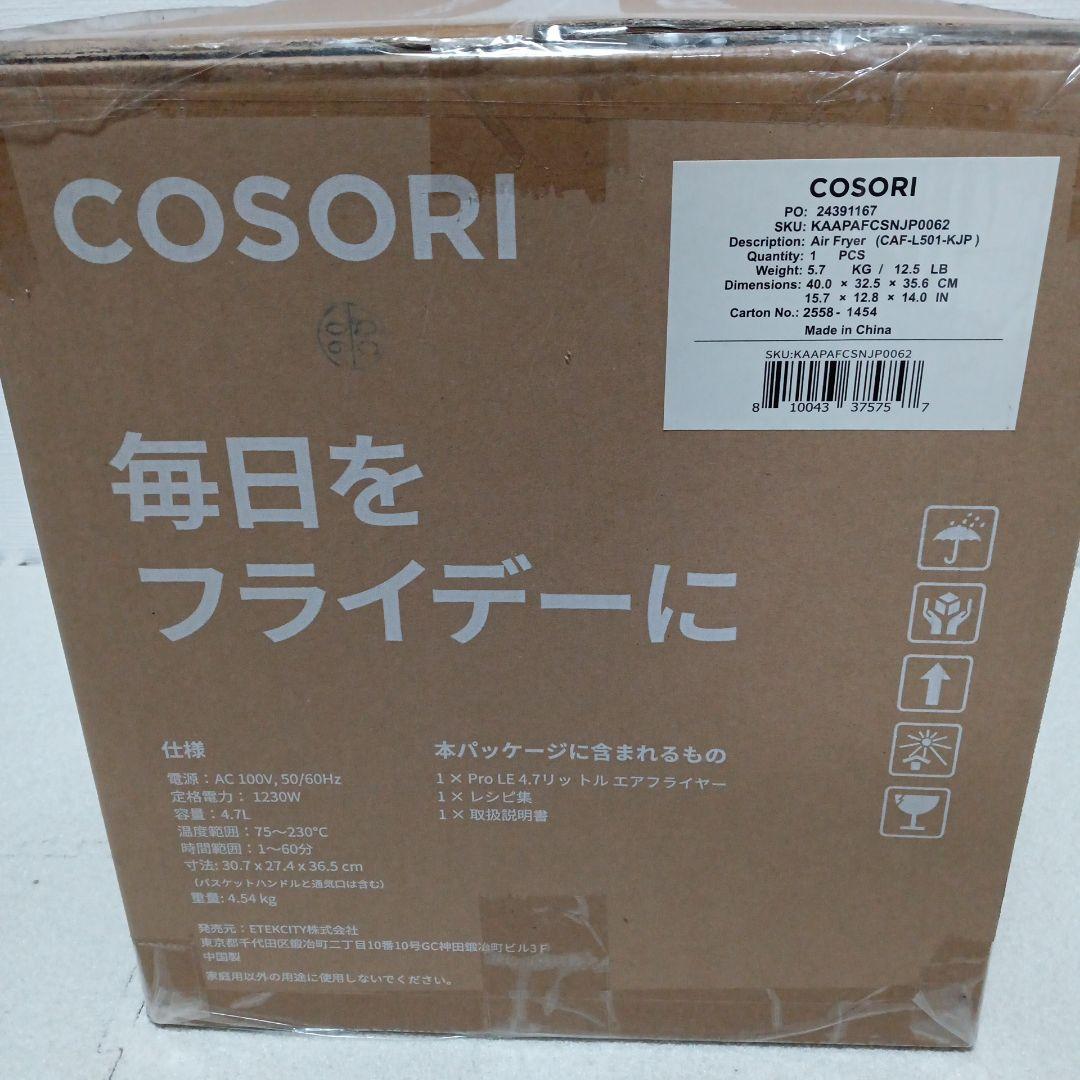 COSORI
毎日を
フライデーに
COSORI
PO: 24391167
SKU: KAAPAFCSNJP0062
Description: Air Fryer (CAF-L501-KJP)
Quantity: 1 PCS
Weight: 5.7 KG / 12.5 LB
Dimensions: 40.0 × 32.5 × 35.6 CM
15.7 × 12.8 × 14.0 IN
Carton No.: 2558 - 1454
Made in China
SKU:KAAPAFCSNJP0062
8 10043 37575 7
仕様
電源：AC 100V, 50/60Hz
定格電力： 1230W
容量：4.7L
温度範囲：75～230°C
時間範囲：1～60分
寸法: 30.7 x 27.4 x 36.5 cm
（バスケットハンドルと通気口は含む）
重量: 4.54 kg
本パッケージに含まれるもの
1 × Pro LE 4.7リットル エアフライヤー
1 × レシピ集
1 × 取扱説明書
発売元：ETEKCITY株式会社
東京都千代田区鍛冶町二丁目10番10号GC神田鍛冶町ビル3F
中国製
家庭用以外の用途に使用しないでください。